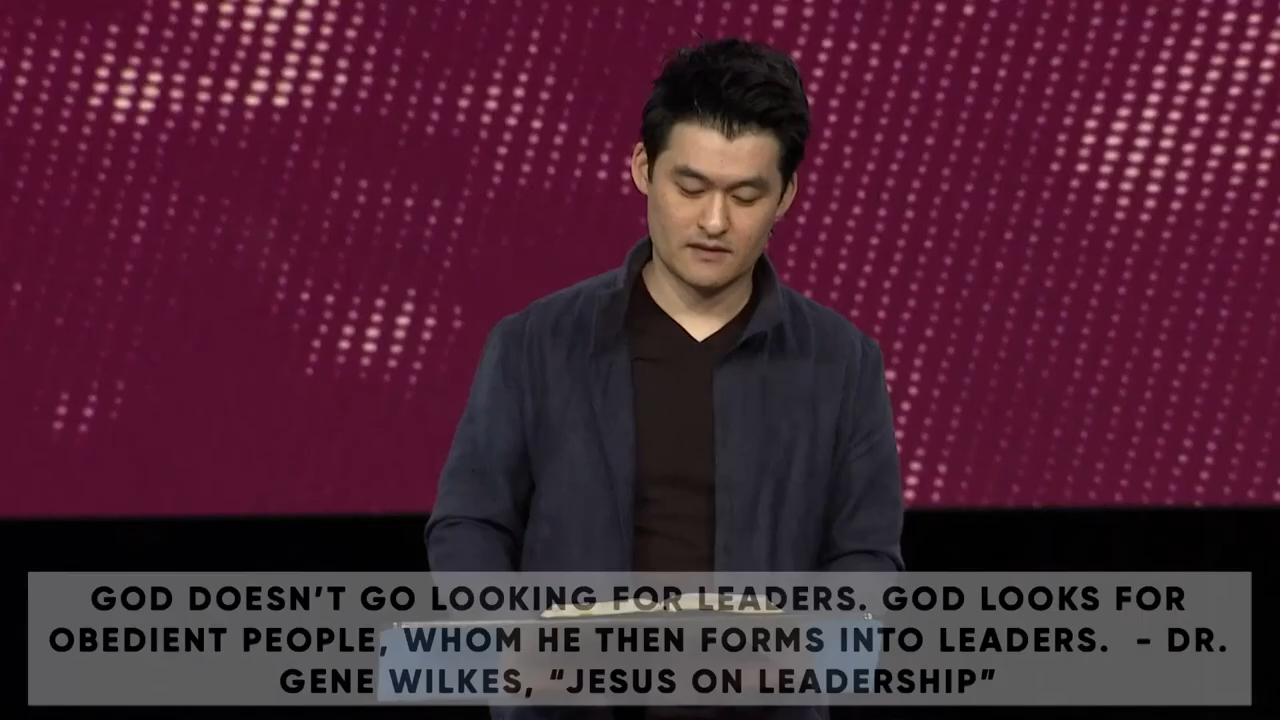 GOD DOESN’T GO LOOKING FOR LEADERS. GOD LOOKS FOR
OBEDIENT PEOPLE, WHOM HE THEN FORMS INTO LEADERS.  - DR.
GENE WILKES, “JESUS ON LEADERSHIP”